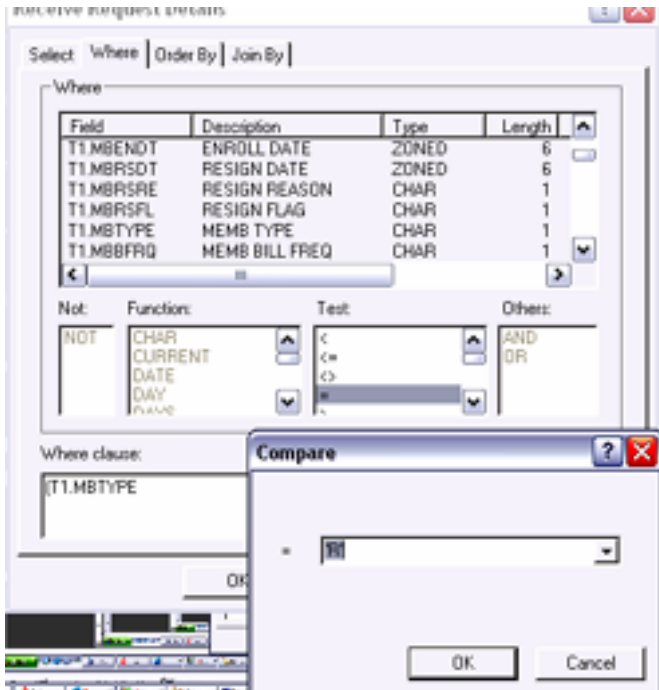 Receive Request Details
Select Where Order By Join By
Where
Field Description Type Length
T1.MBENDT ENROLL DATE ZONED 6
T1.MBRSDT RESIGN DATE ZONED 6
T1.MBRSRE RESIGN REASON CHAR 1
T1.MBRSFL RESIGN FLAG CHAR 1
T1.MBTYPE MEMB TYPE CHAR 1
T1.MBBFRQ MEMB BILL FREQ CHAR 1
Not: Function: Test: Others:
NOT CHAR < AND
CURRENT <= OR
DATE <>
DAY =
DAYS >
Where clause:
(T1.MBTYPE
OK
Compare
=
OK Cancel